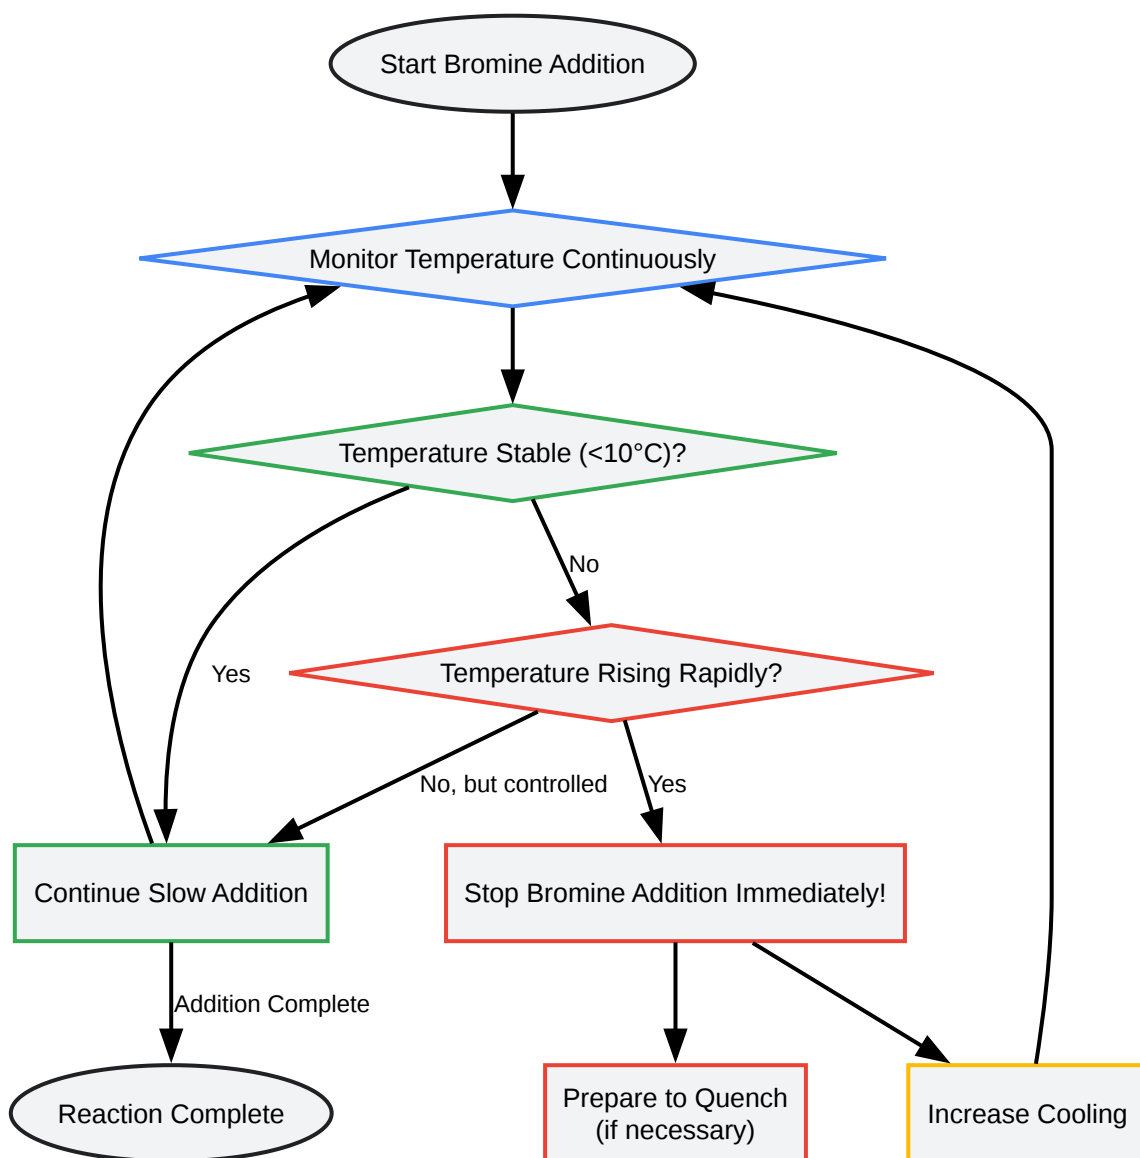 Start Bromine Addition
Monitor Temperature Continuously
Temperature Stable (<10°C)?
No
Yes
Temperature Rising Rapidly?
No, but controlled
Yes
Continue Slow Addition
Stop Bromine Addition Immediately!
Addition Complete
Reaction Complete
Prepare to Quench
(if necessary)
Increase Cooling